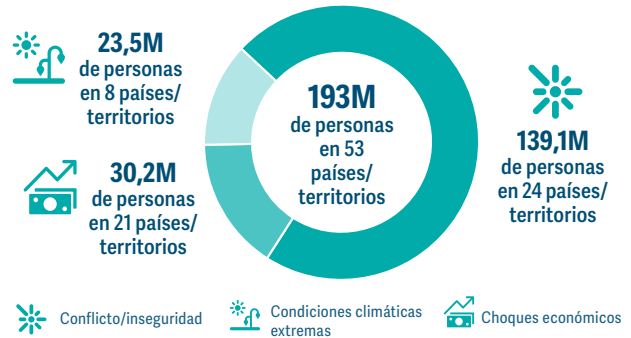 23,5M
de personas
en 8 países/
territorios
30,2M
de personas
en 21 países/
territorios
193M
de personas
en 53
países/
territorios
139,1M
de personas
en 24 países/
territorios
Conflicto/inseguridad
Condiciones climáticas
extremas
Choques económicos